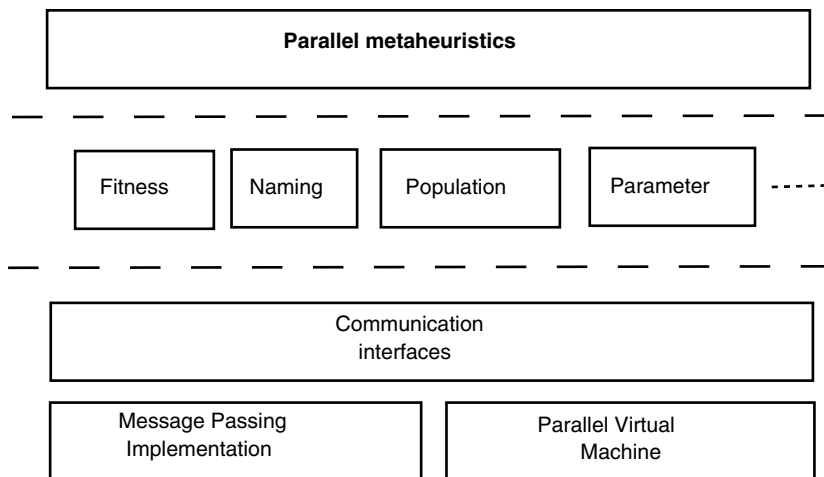 Parallel metaheuristics
Fitness
Naming
Population
Parameter
Communication
interfaces
Message Passing
Implementation
Parallel Virtual
Machine